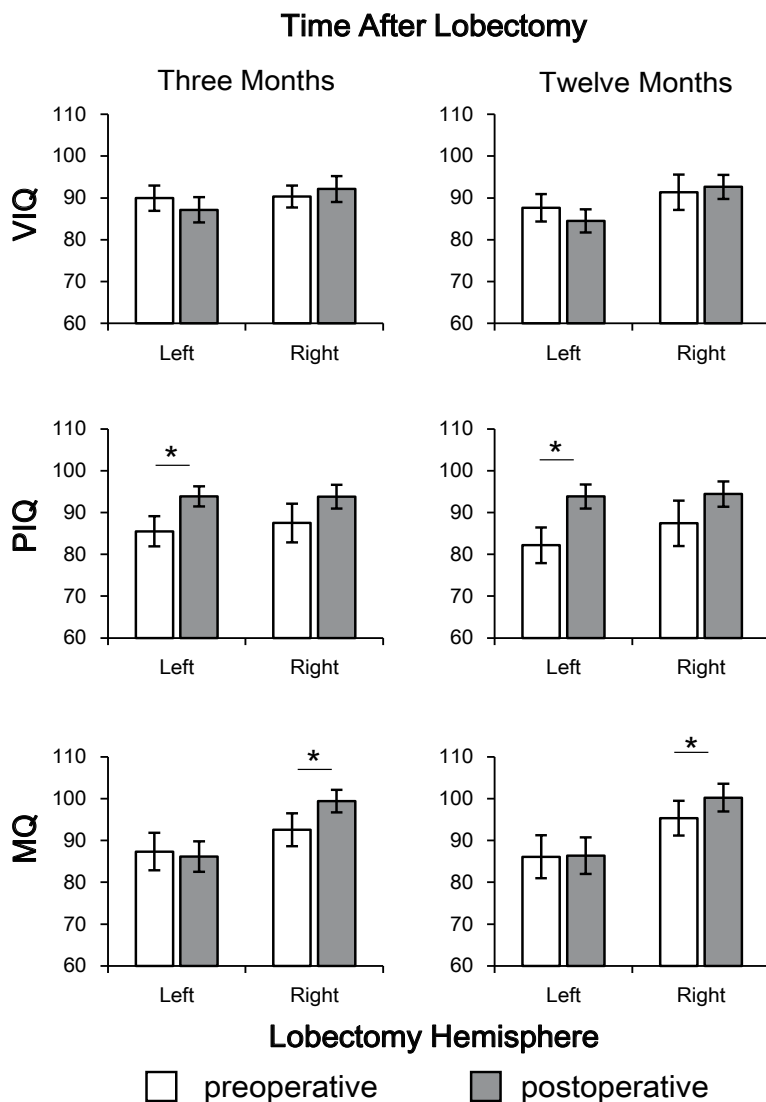 Time After Lobectomy
Three Months
Twelve Months
VIQ
110
100
90
80
70
60
Left
Right
110
100
90
80
70
60
Left
Right
PIQ
110
100
90
80
70
60
*
Left
Right
110
100
90
80
70
60
*
Left
Right
MQ
110
100
90
80
70
60
*
Left
Right
110
100
90
80
70
60
*
Left
Right
Lobectomy Hemisphere
preoperative
postoperative